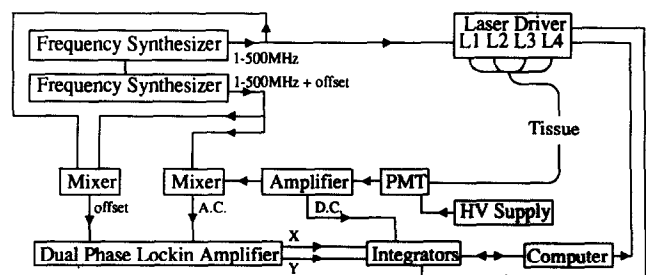 Frequency Synthesizer
1-500MHz
Laser Driver
L1 L2 L3 L4
Frequency Synthesizer
1-500MHz + offset
Tissue
Mixer
Mixer
Amplifier
PMT
offset
A.C.
D.C.
HV Supply
Dual Phase Lockin Amplifier
X
Y
Integrators
Computer